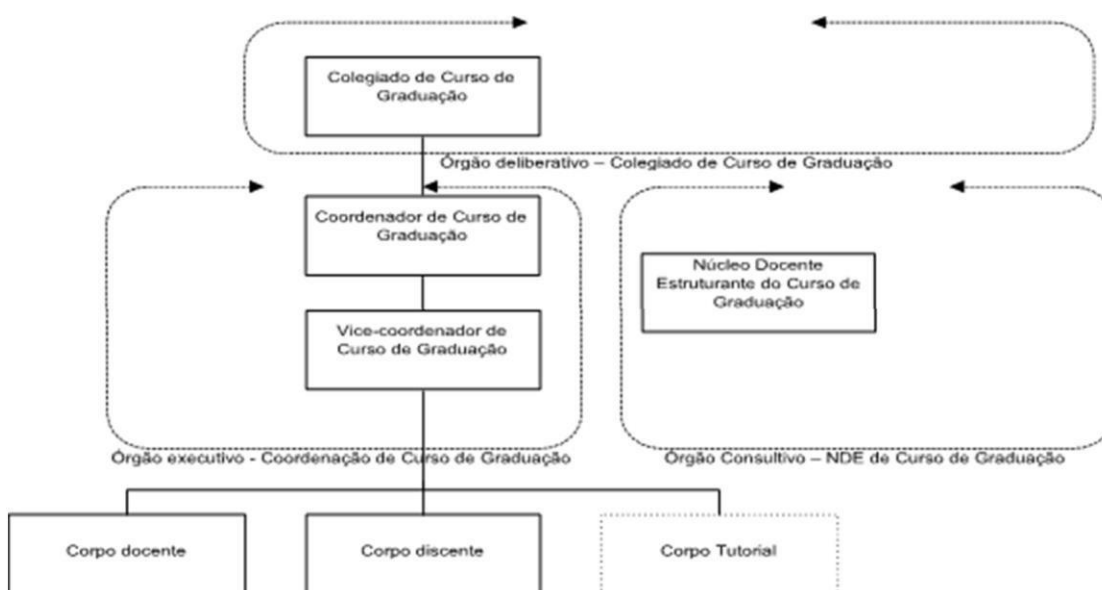 Colegiado de Curso de
Graduação
Órgão deliberativo – Colegiado de Curso de Graduação
Coordenador de Curso de
Graduação
Vice-coordenador de
Curso de Graduação
Órgão executivo - Coordenação de Curso de Graduação
Núcleo Docente
Estruturante do Curso de
Graduação
Órgão Consultivo – NDE de Curso de Graduação
Corpo docente
Corpo discente
Corpo Tutorial